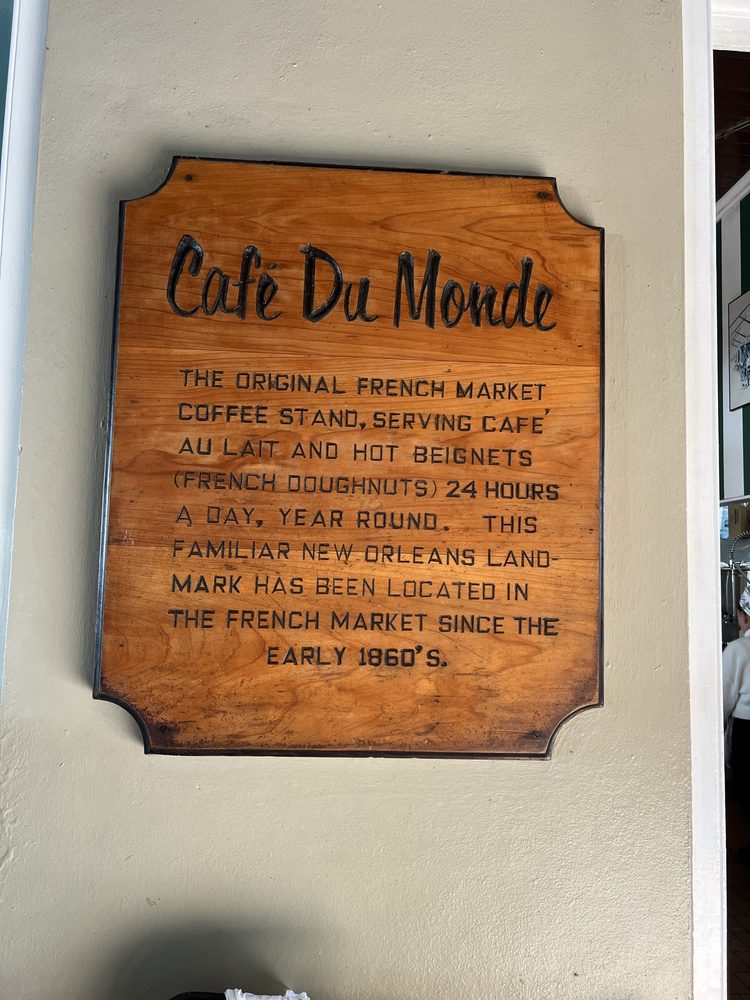 Café Du Monde
THE ORIGINAL FRENCH MARKET
COFFEE STAND, SERVING CAFE'
AU LAIT AND HOT BEIGNETS
(FRENCH DOUGHNUTS) 24 HOURS
A DAY, YEAR ROUND. THIS
FAMILIAR NEW ORLEANS LAND-
MARK HAS BEEN LOCATED IN
THE FRENCH MARKET SINCE THE
EARLY 1860'S.